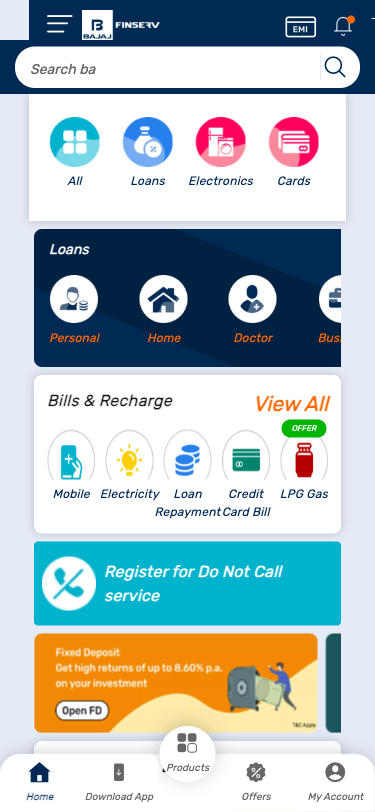 B
BAJAJ
FINSERV
EMI
Search ba
All
Loans
Electronics
Cards
Loans
Personal
Home
Doctor
Bus
Bills & Recharge
View All
OFFER
Mobile
Electricity
Loan
Repayment
Credit
Card Bill
LPG Gas
Register for Do Not Call
service
Fixed Deposit
Get high returns of up to 8.60% p.a.
on your investment
Open FD
T&C Apply
Home
Download App
Products
Offers
My Account